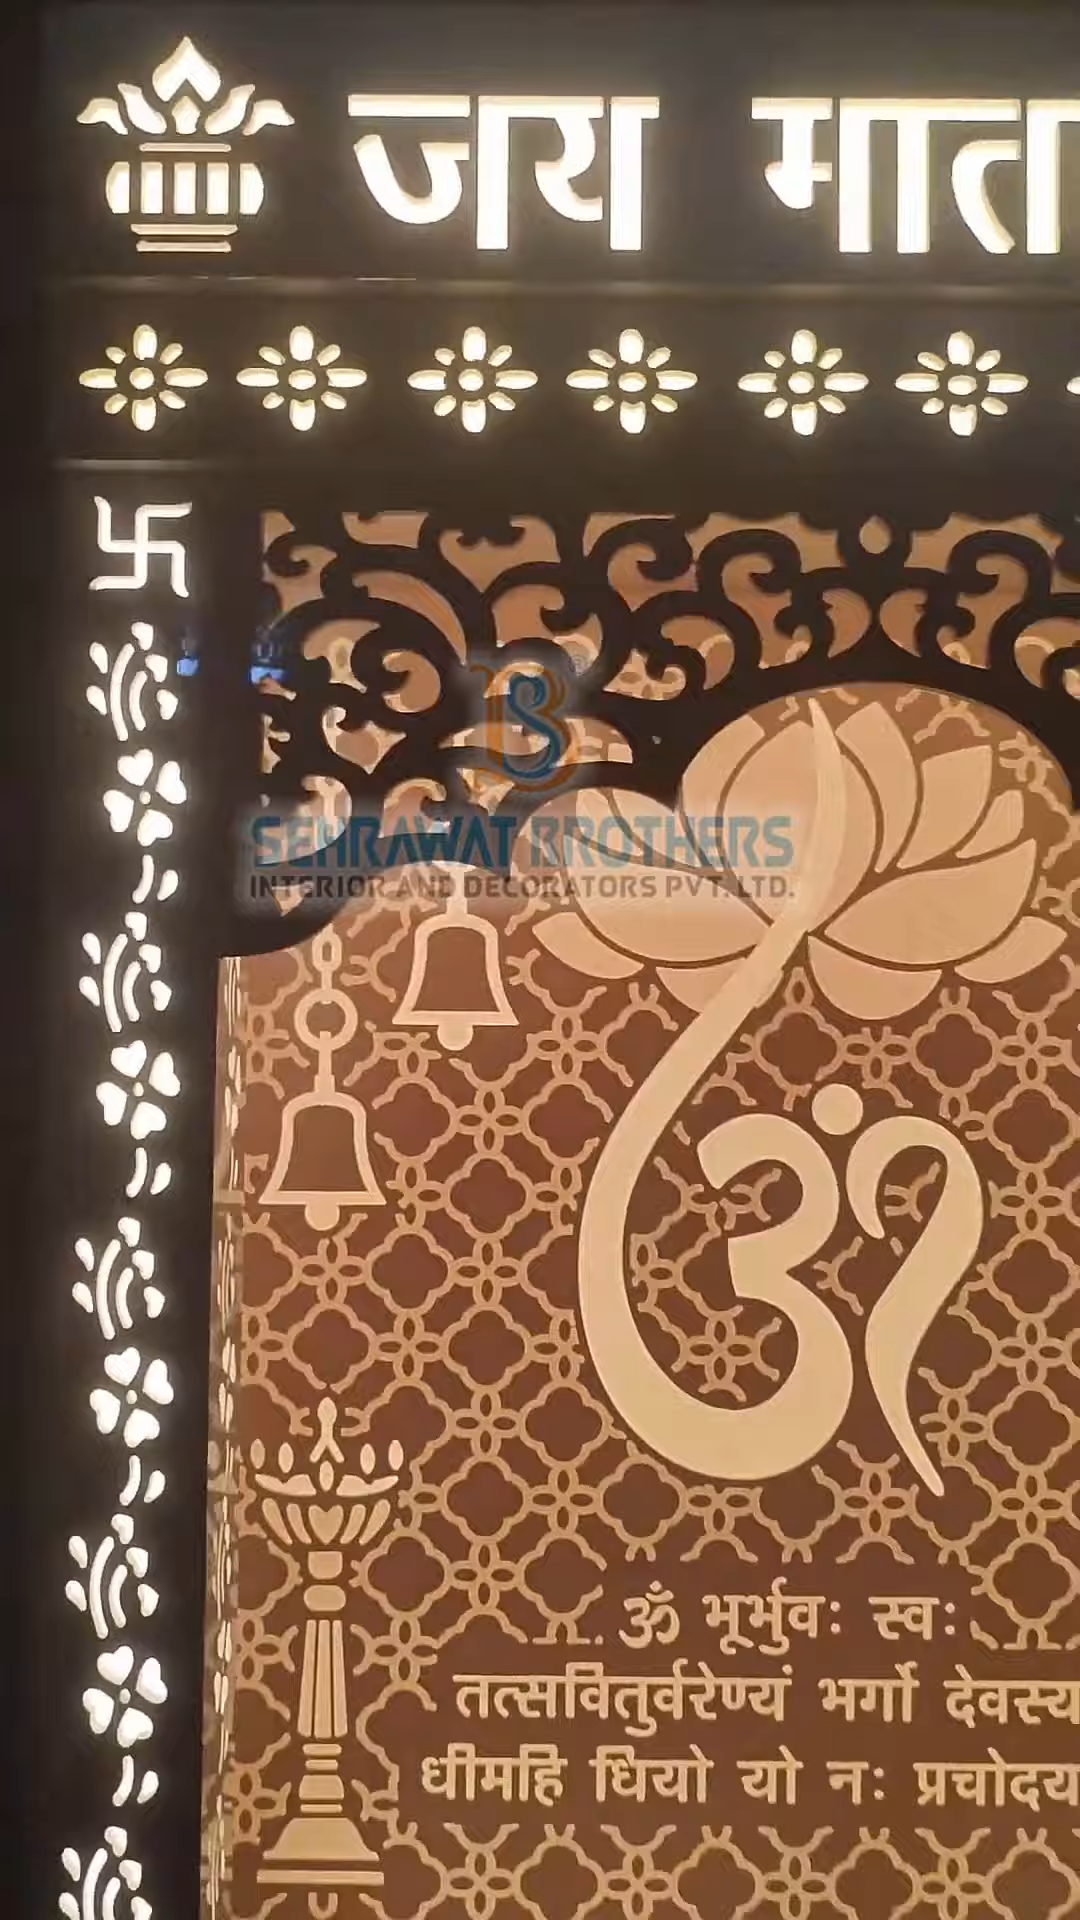 जय मात
SEHRAWAT BROTHERS
INTERIOR AND DECORATORS PVT. LTD.
ॐ
ॐ भूर्भुवः स्वः
तत्सवितुर्वरेण्यं भर्गो देवस्य
धीमहि धियो यो नः प्रचोदय